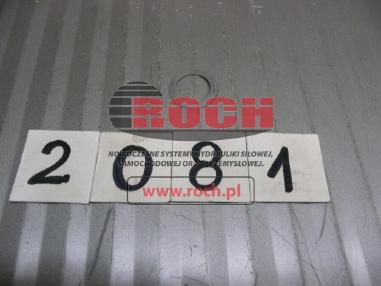 ROCH
NOWOCZESNE SYSTEMY HYDRAULIKI SIŁOWEJ,
SAMOCHODOWEJ ORAZ PRZEMYSŁOWEJ.
2081
www.roch.pl